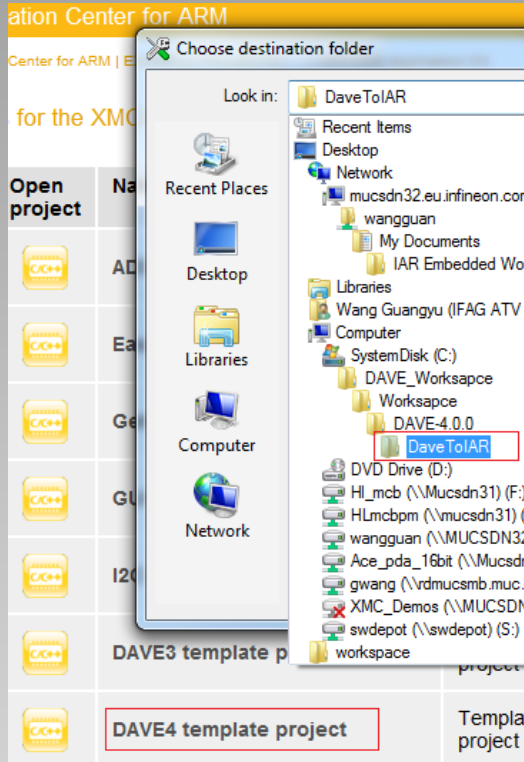 ation Center for ARM
Center for ARM | E
for the XMC
Open
project
Na
AD
Ea
Ge
GU
I2C
DAVE3 template p
project
DAVE4 template project
Templa
project
Choose destination folder
Look in:
DaveToIAR
Recent Places
Desktop
Libraries
Computer
Network
Recent Items
Desktop
Network
mucsdn32.eu.infineon.com
wangguan
My Documents
IAR Embedded Wo
Libraries
Wang Guangyu (IFAG ATV
Computer
SystemDisk (C:)
DAVE_Worksapce
Worksapce
DAVE-4.0.0
DaveToIAR
DVD Drive (D:)
HI_mcb (\\Mucsdn31) (F:)
HLmcbpm (\\mucsdn31) (
wangguan (\\MUCSDN32
Ace_pda_16bit (\\Mucsdn
gwang (\\rdmucsmb.muc.
XMC_Demos (\\MUCSDN
swdepot (\\swdepot) (S:)
workspace